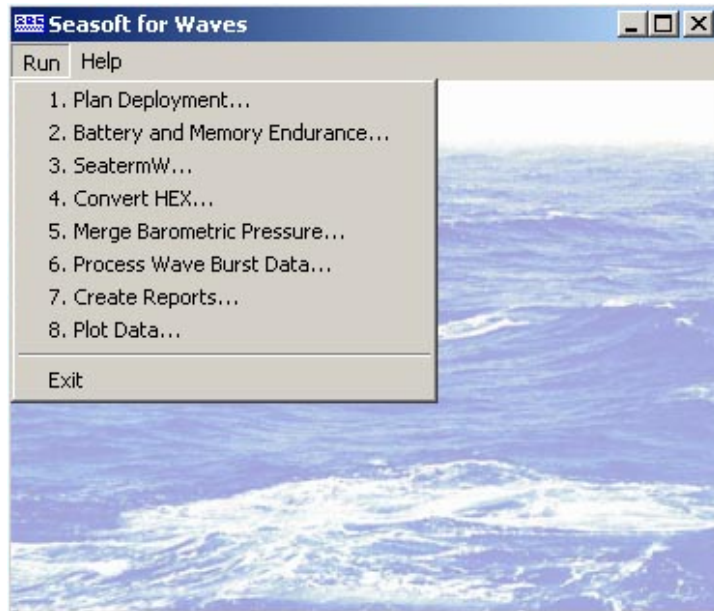 Seasoft for Waves
Run Help
1. Plan Deployment...
2. Battery and Memory Endurance...
3. SeatermW...
4. Convert HEX...
5. Merge Barometric Pressure...
6. Process Wave Burst Data...
7. Create Reports...
8. Plot Data...
Exit